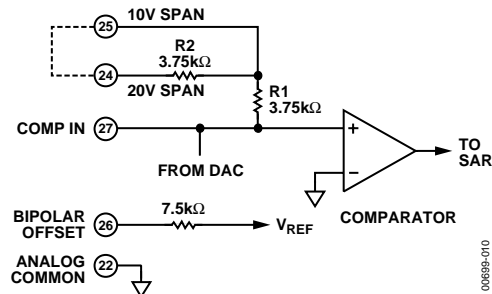 25
10V SPAN
R2
3.75kΩ
24
20V SPAN
R1
3.75kΩ
COMP IN
27
+
−
TO
SAR
FROM DAC
COMPARATOR
7.5kΩ
BIPOLAR
OFFSET
26
VREF
ANALOG
COMMON
22
00699-010